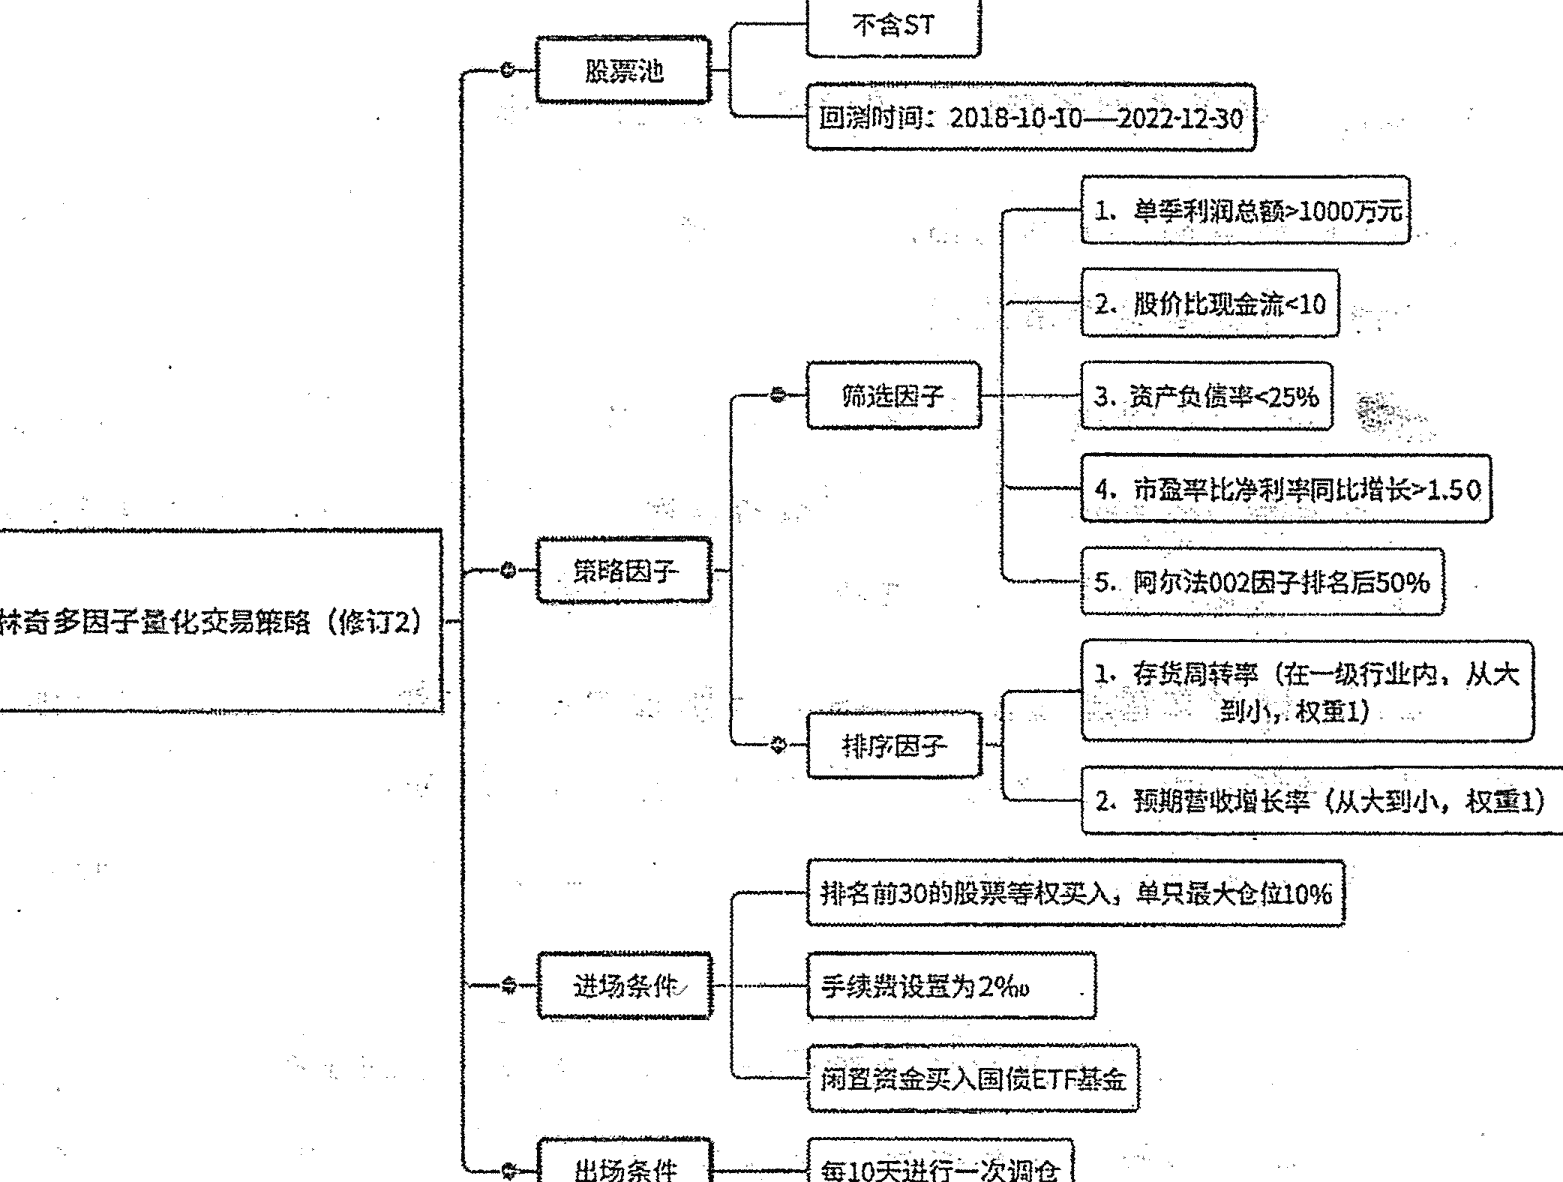 不含ST
股票池
回测时间：2018-10-10—2022-12-30
1、单季利润总额>1000万元
2、股价比现金流<10
筛选因子
3、资产负债率<25%
4、市盈率比净利率同比增长>1.50
策略因子
5、阿尔法002因子排名后50%
林奇多因子量化交易策略（修订2）
1、存货周转率（在一级行业内，从大
到小，权重1）
排序因子
2、预期营收增长率（从大到小，权重1）
排名前30的股票等权买入，单只最大仓位10%
进场条件
手续费设置为2‰
闲置资金买入国债ETF基金
出场条件
每10天进行一次调仓